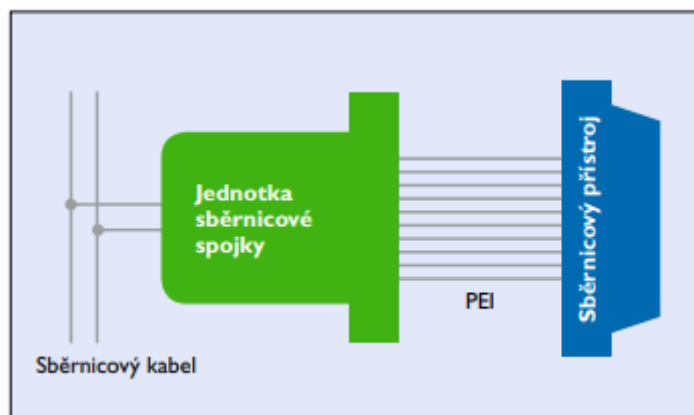 Jednotka
sběrnicové
spojky
Sběrnicový přístroj
PEI
Sběrnicový kabel